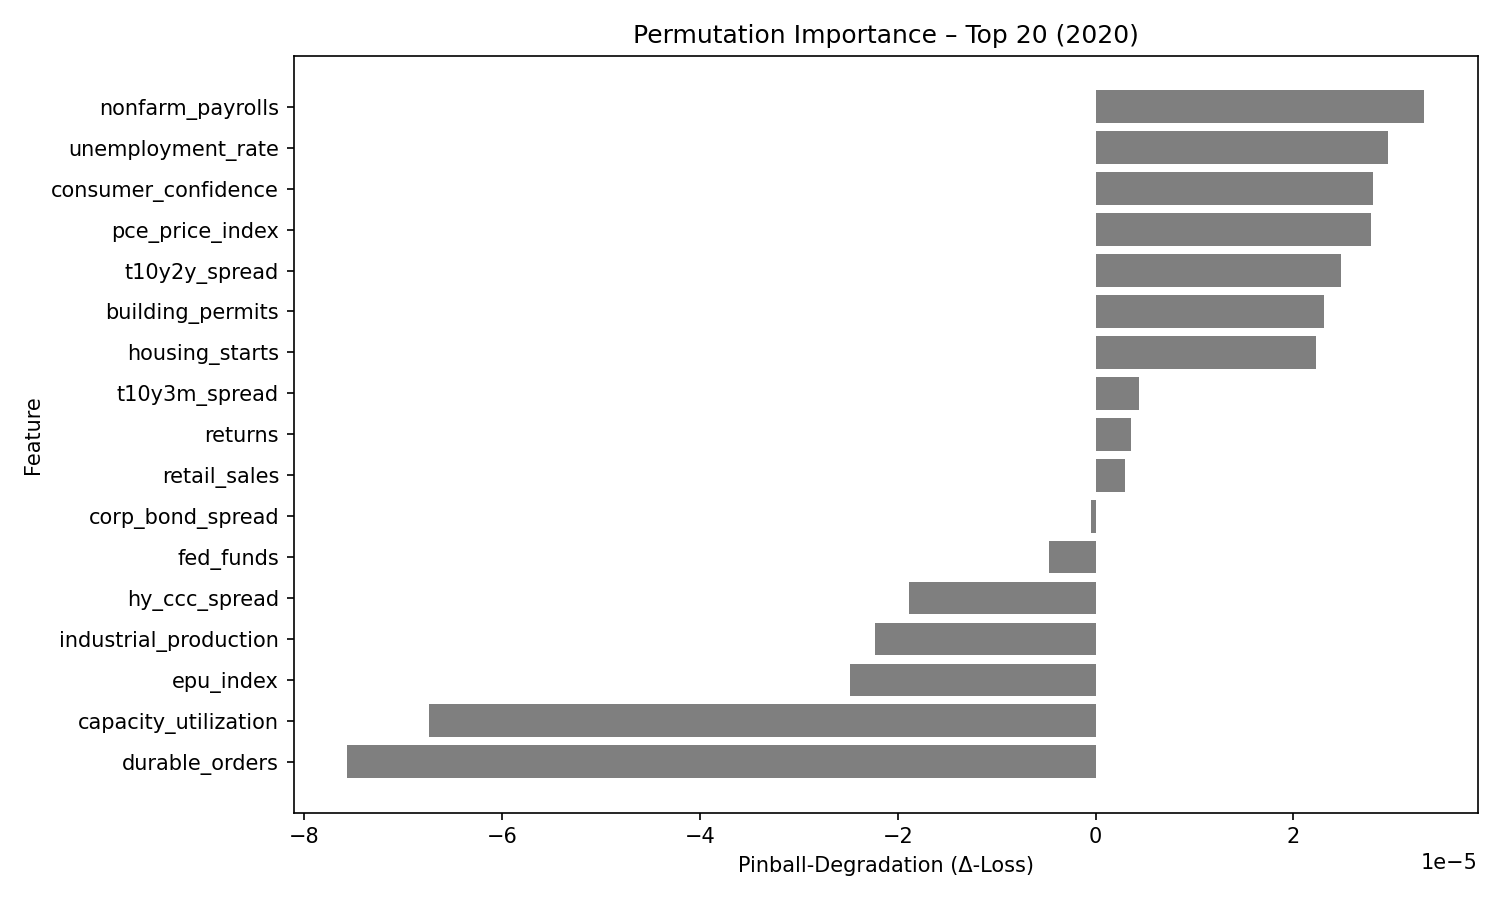 Permutation Importance – Top 20 (2020)
nonfarm_payrolls
unemployment_rate
consumer_confidence
pce_price_index
t10y2y_spread
building_permits
housing_starts
t10y3m_spread
returns
retail_sales
corp_bond_spread
fed_funds
hy_ccc_spread
industrial_production
epu_index
capacity_utilization
durable_orders
Feature
−8 −6 −4 −2 0 2
1e−5
Pinball-Degradation (Δ-Loss)